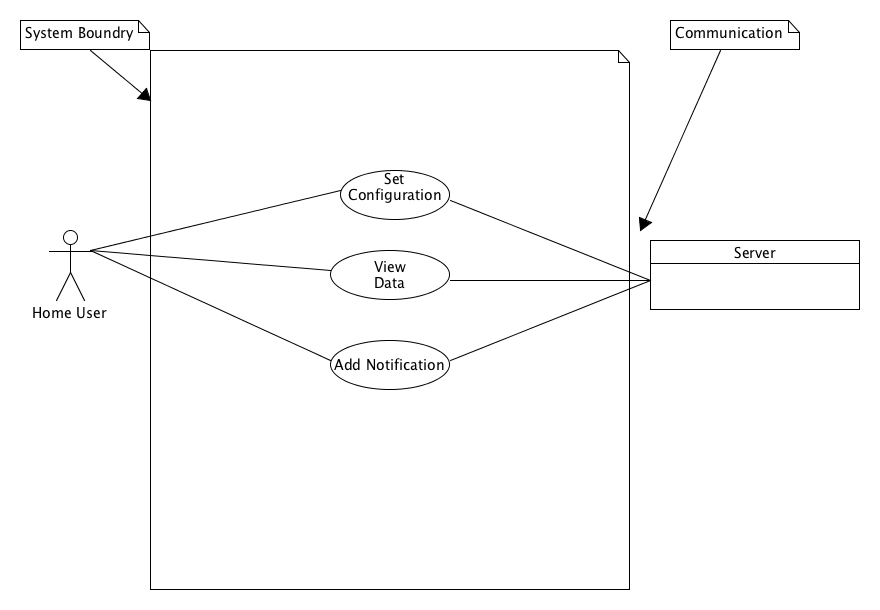 System Boundry
Communication
Set
Configuration
Server
View
Data
Home User
Add Notification